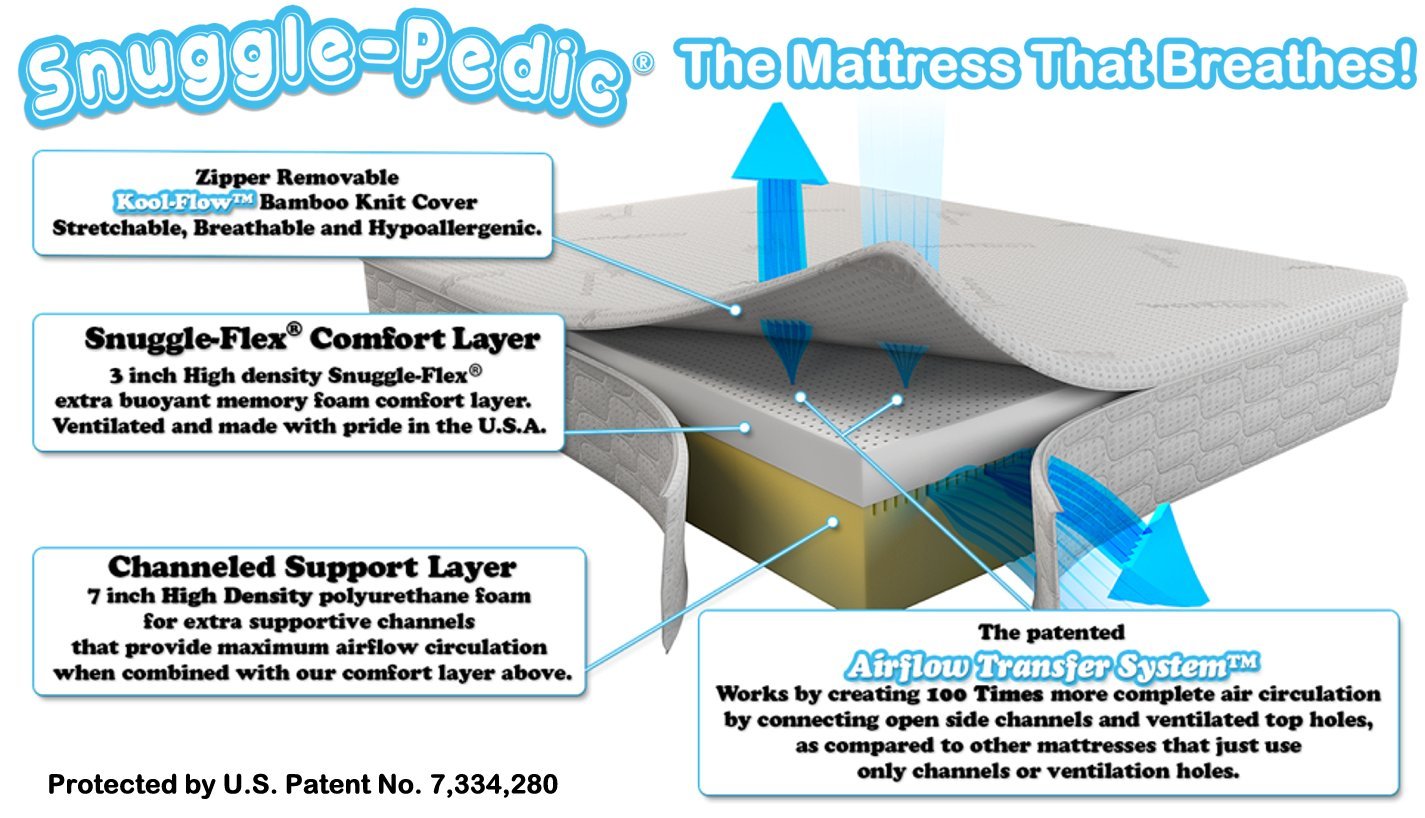 Snuggle-Pedic® The Mattress That Breathes!
Zipper Removable
Kool-Flow™ Bamboo Knit Cover
Stretchable, Breathable and Hypoallergenic.
Snuggle-Flex® Comfort Layer
3 inch High density Snuggle-Flex®
extra buoyant memory foam comfort layer.
Ventilated and made with pride in the U.S.A.
Channeled Support Layer
7 inch High Density polyurethane foam
for extra supportive channels
that provide maximum airflow circulation
when combined with our comfort layer above.
The patented
Airflow Transfer System™
Works by creating 100 Times more complete air circulation
by connecting open side channels and ventilated top holes,
as compared to other mattresses that just use
only channels or ventilation holes.
Protected by U.S. Patent No. 7,334,280